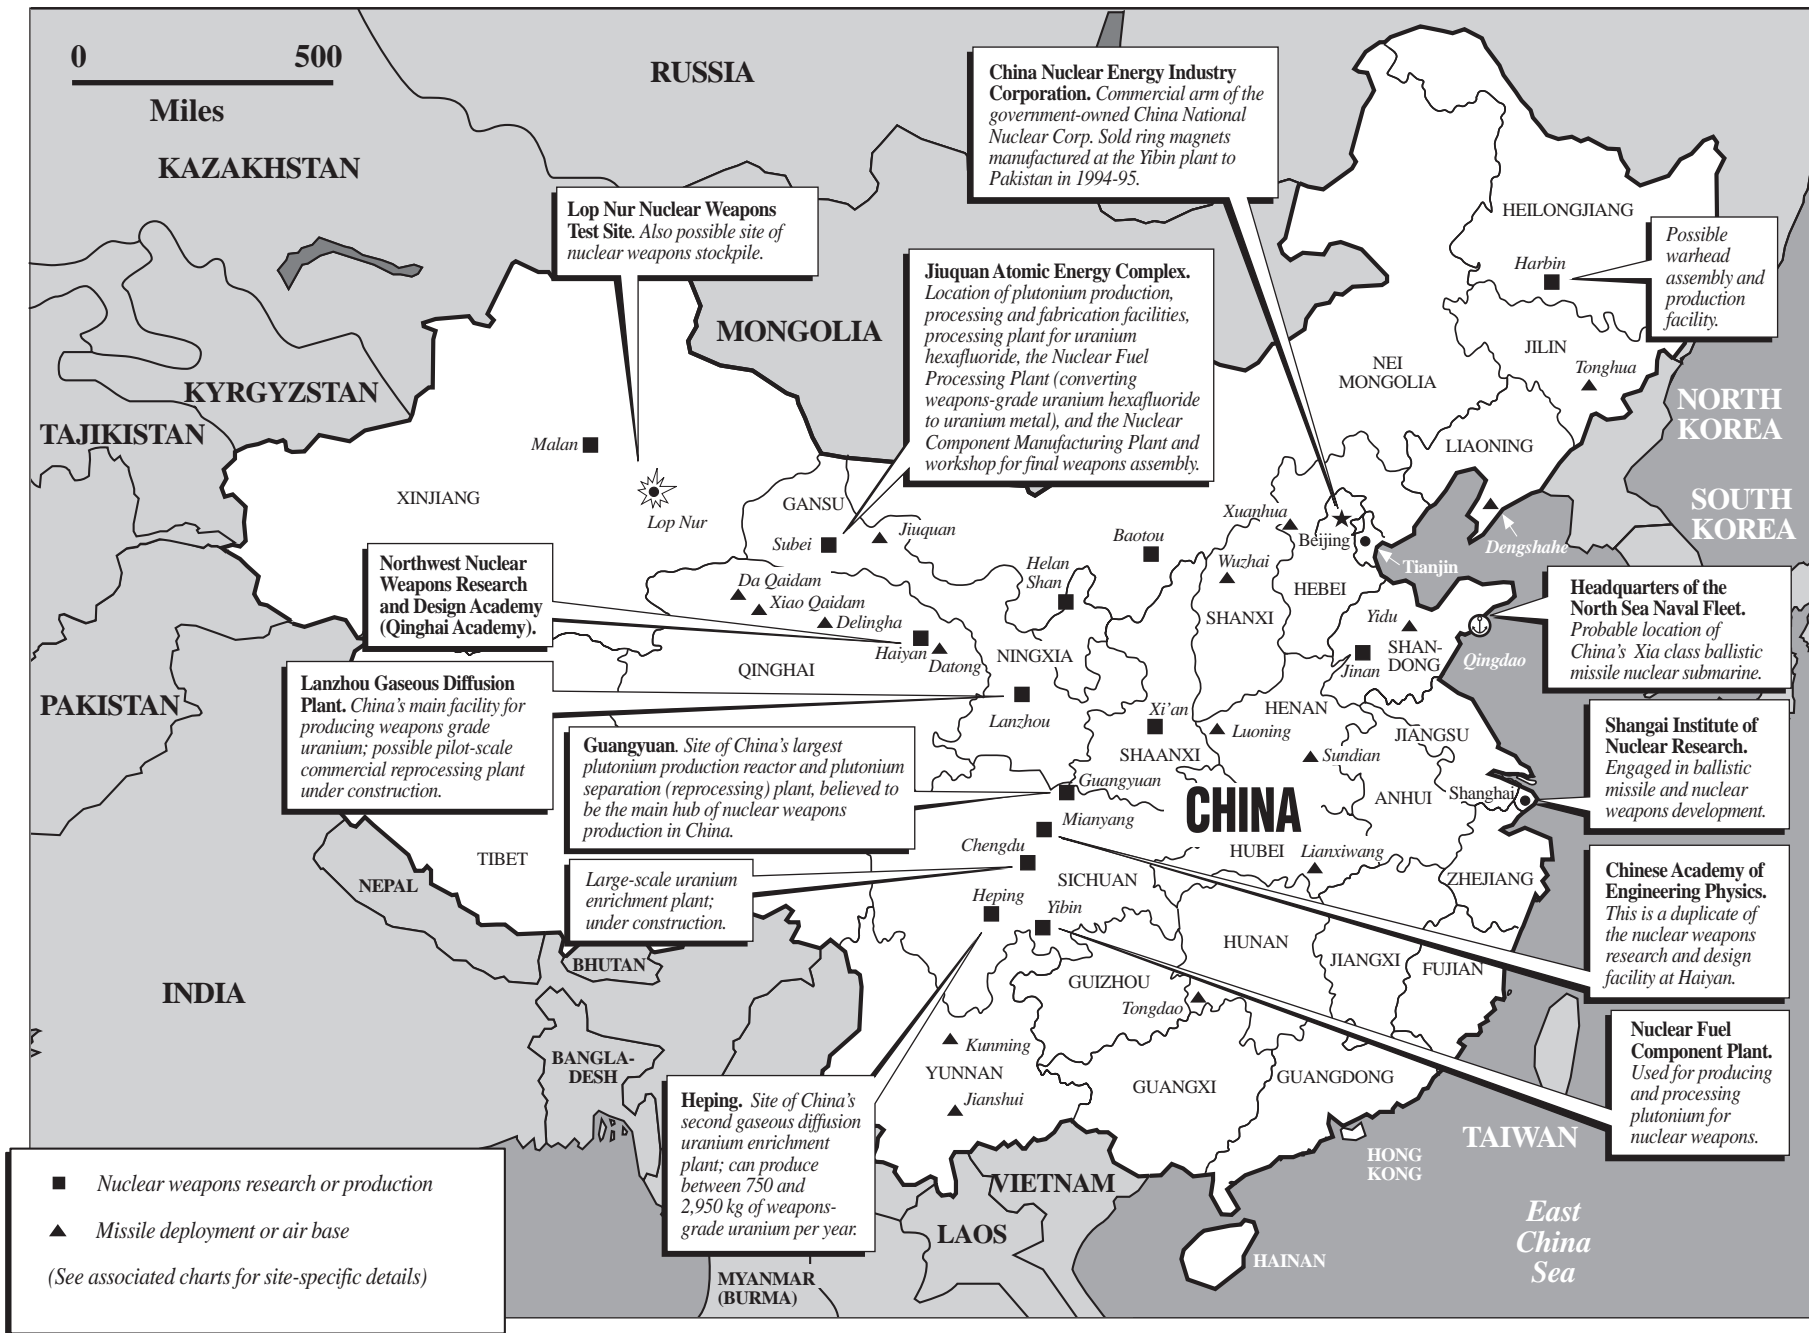 0 500
Miles
RUSSIA
KAZAKHSTAN
MONGOLIA
KYRGYZSTAN
TAJIKISTAN
PAKISTAN
INDIA
NEPAL
BHUTAN
BANGLA-
DESH
MYANMAR
(BURMA)
LAOS
VIETNAM
NORTH
KOREA
SOUTH
KOREA
TAIWAN
HONG
KONG
HAINAN
East
China
Sea
CHINA
China Nuclear Energy Industry
Corporation. Commercial arm of the
government-owned China National
Nuclear Corp. Sold ring magnets
manufactured at the Yibin plant to
Pakistan in 1994-95.
Lop Nur Nuclear Weapons
Test Site. Also possible site of
nuclear weapons stockpile.
Jiuquan Atomic Energy Complex.
Location of plutonium production,
processing and fabrication facilities,
processing plant for uranium
hexafluoride, the Nuclear Fuel
Processing Plant (converting
weapons-grade uranium hexafluoride
to uranium metal), and the Nuclear
Component Manufacturing Plant and
workshop for final weapons assembly.
Possible
warhead
assembly and
production
facility.
Northwest Nuclear
Weapons Research
and Design Academy
(Qinghai Academy).
Lanzhou Gaseous Diffusion
Plant. China's main facility for
producing weapons grade
uranium; possible pilot-scale
commercial reprocessing plant
under construction.
Guangyuan. Site of China's largest
plutonium production reactor and plutonium
separation (reprocessing) plant, believed to
be the main hub of nuclear weapons
production in China.
Large-scale uranium
enrichment plant;
under construction.
Heping. Site of China's
second gaseous diffusion
uranium enrichment
plant; can produce
between 750 and
2,950 kg of weapons-
grade uranium per year.
Headquarters of the
North Sea Naval Fleet.
Probable location of
China's Xia class ballistic
missile nuclear submarine.
Shangai Institute of
Nuclear Research.
Engaged in ballistic
missile and nuclear
weapons development.
Chinese Academy of
Engineering Physics.
This is a duplicate of
the nuclear weapons
research and design
facility at Haiyan.
Nuclear Fuel
Component Plant.
Used for producing
and processing
plutonium for
nuclear weapons.
HEILONGJIANG
Harbin
JILIN
Tonghua
NEI
MONGOLIA
LIAONING
Dengshahe
Malan
XINJIANG
Lop Nur
GANSU
Subei
Jiuquan
Da Qaidam
Xiao Qaidam
Delingha
Haiyan
Datong
QINGHAI
NINGXIA
Lanzhou
Helan
Shan
Baotou
Xuanhua
Beijing
Tianjin
Wuzhai
HEBEI
SHANXI
Yidu
SHAN-
DONG
Jinan
Qingdao
Xi'an
SHAANXI
HENAN
Luoning
Sundian
JIANGSU
ANHUI
Shanghai
Guangyuan
Mianyang
Chengdu
SICHUAN
Heping
Yibin
TIBET
HUBEI
Lianxiwang
ZHEJIANG
HUNAN
JIANGXI
FUJIAN
GUIZHOU
Tongdao
Kunming
YUNNAN
Jianshui
GUANGXI
GUANGDONG
Nuclear weapons research or production
Missile deployment or air base
(See associated charts for site-specific details)